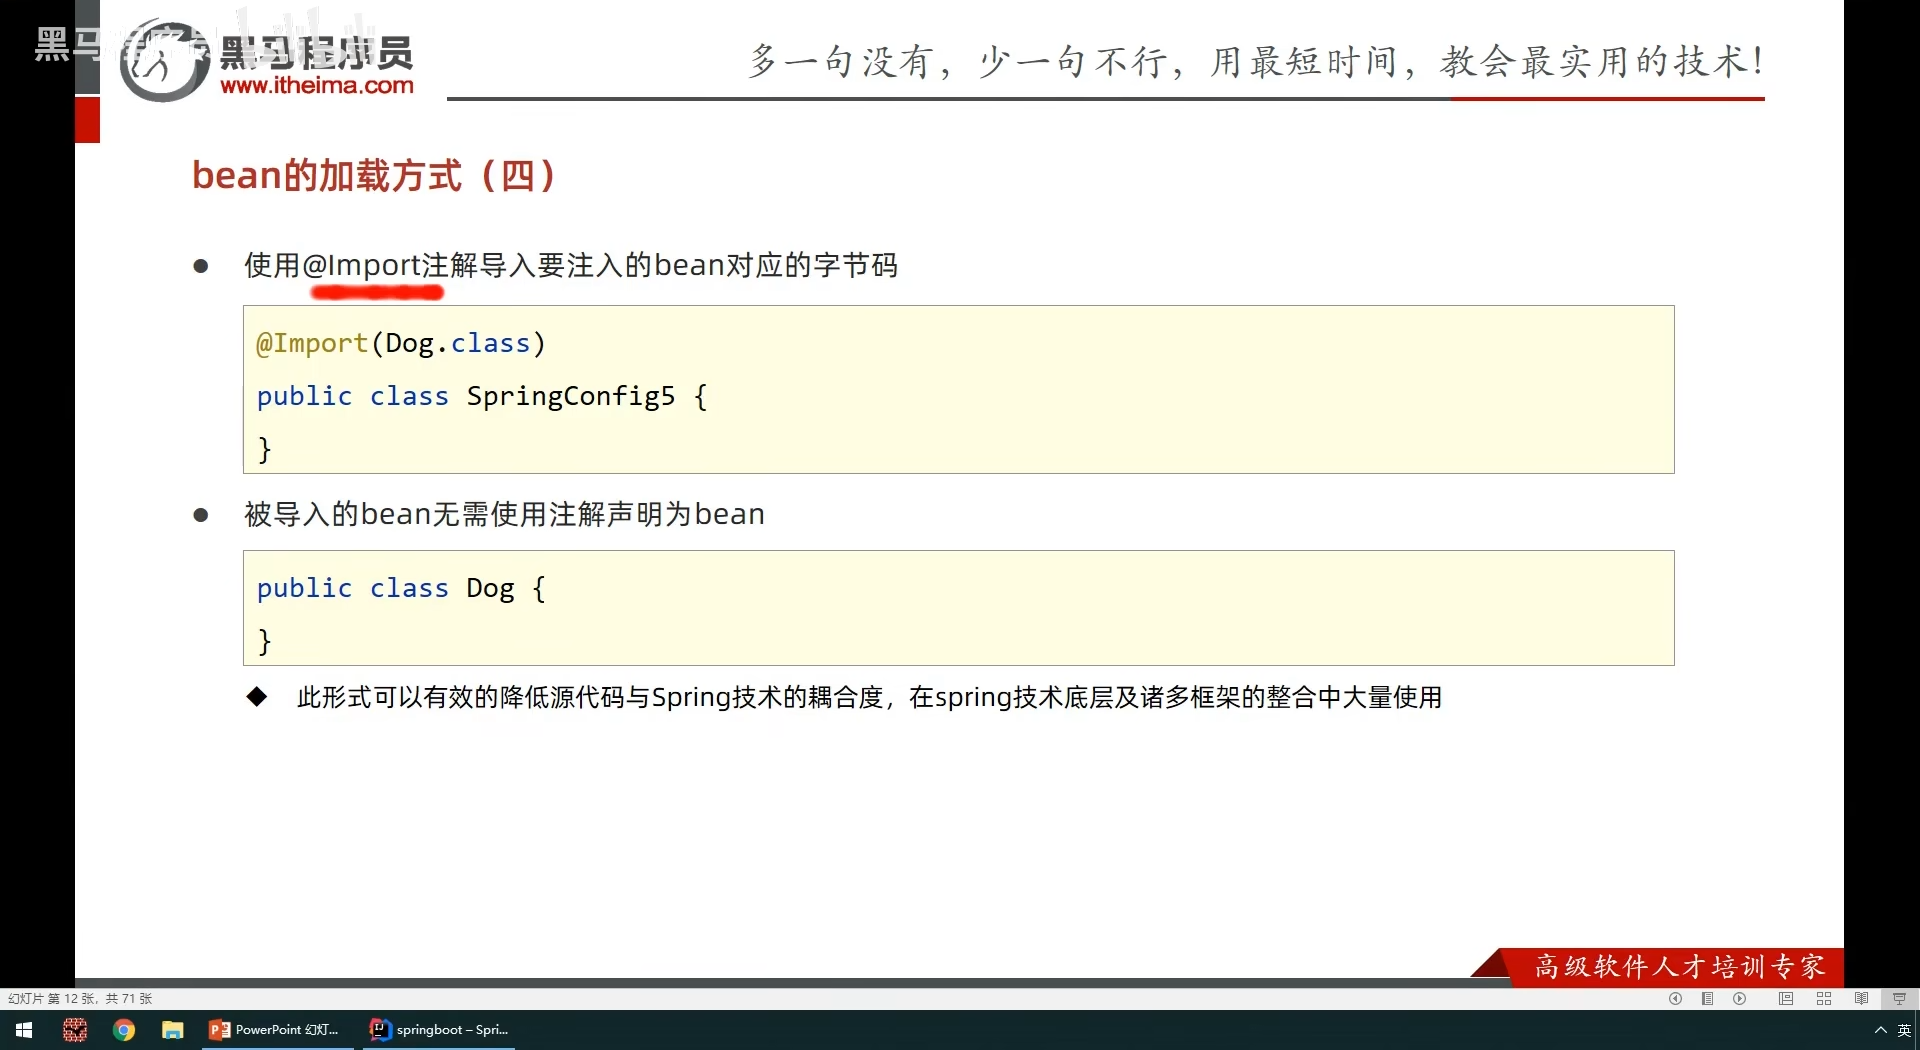 黑马程序员
www.itheima.com
多一句没有，少一句不行，用最短时间，教会最实用的技术！
bean的加载方式（四）
● 使用@Import注解导入要注入的bean对应的字节码
@Import(Dog.class)
public class SpringConfig5 {
}
● 被导入的bean无需使用注解声明为bean
public class Dog {
}
◆ 此形式可以有效的降低源代码与Spring技术的耦合度，在spring技术底层及诸多框架的整合中大量使用
高级软件人才培训专家
幻灯片 第 12 张，共 71 张
PowerPoint 幻灯...
springboot – Spri...
英